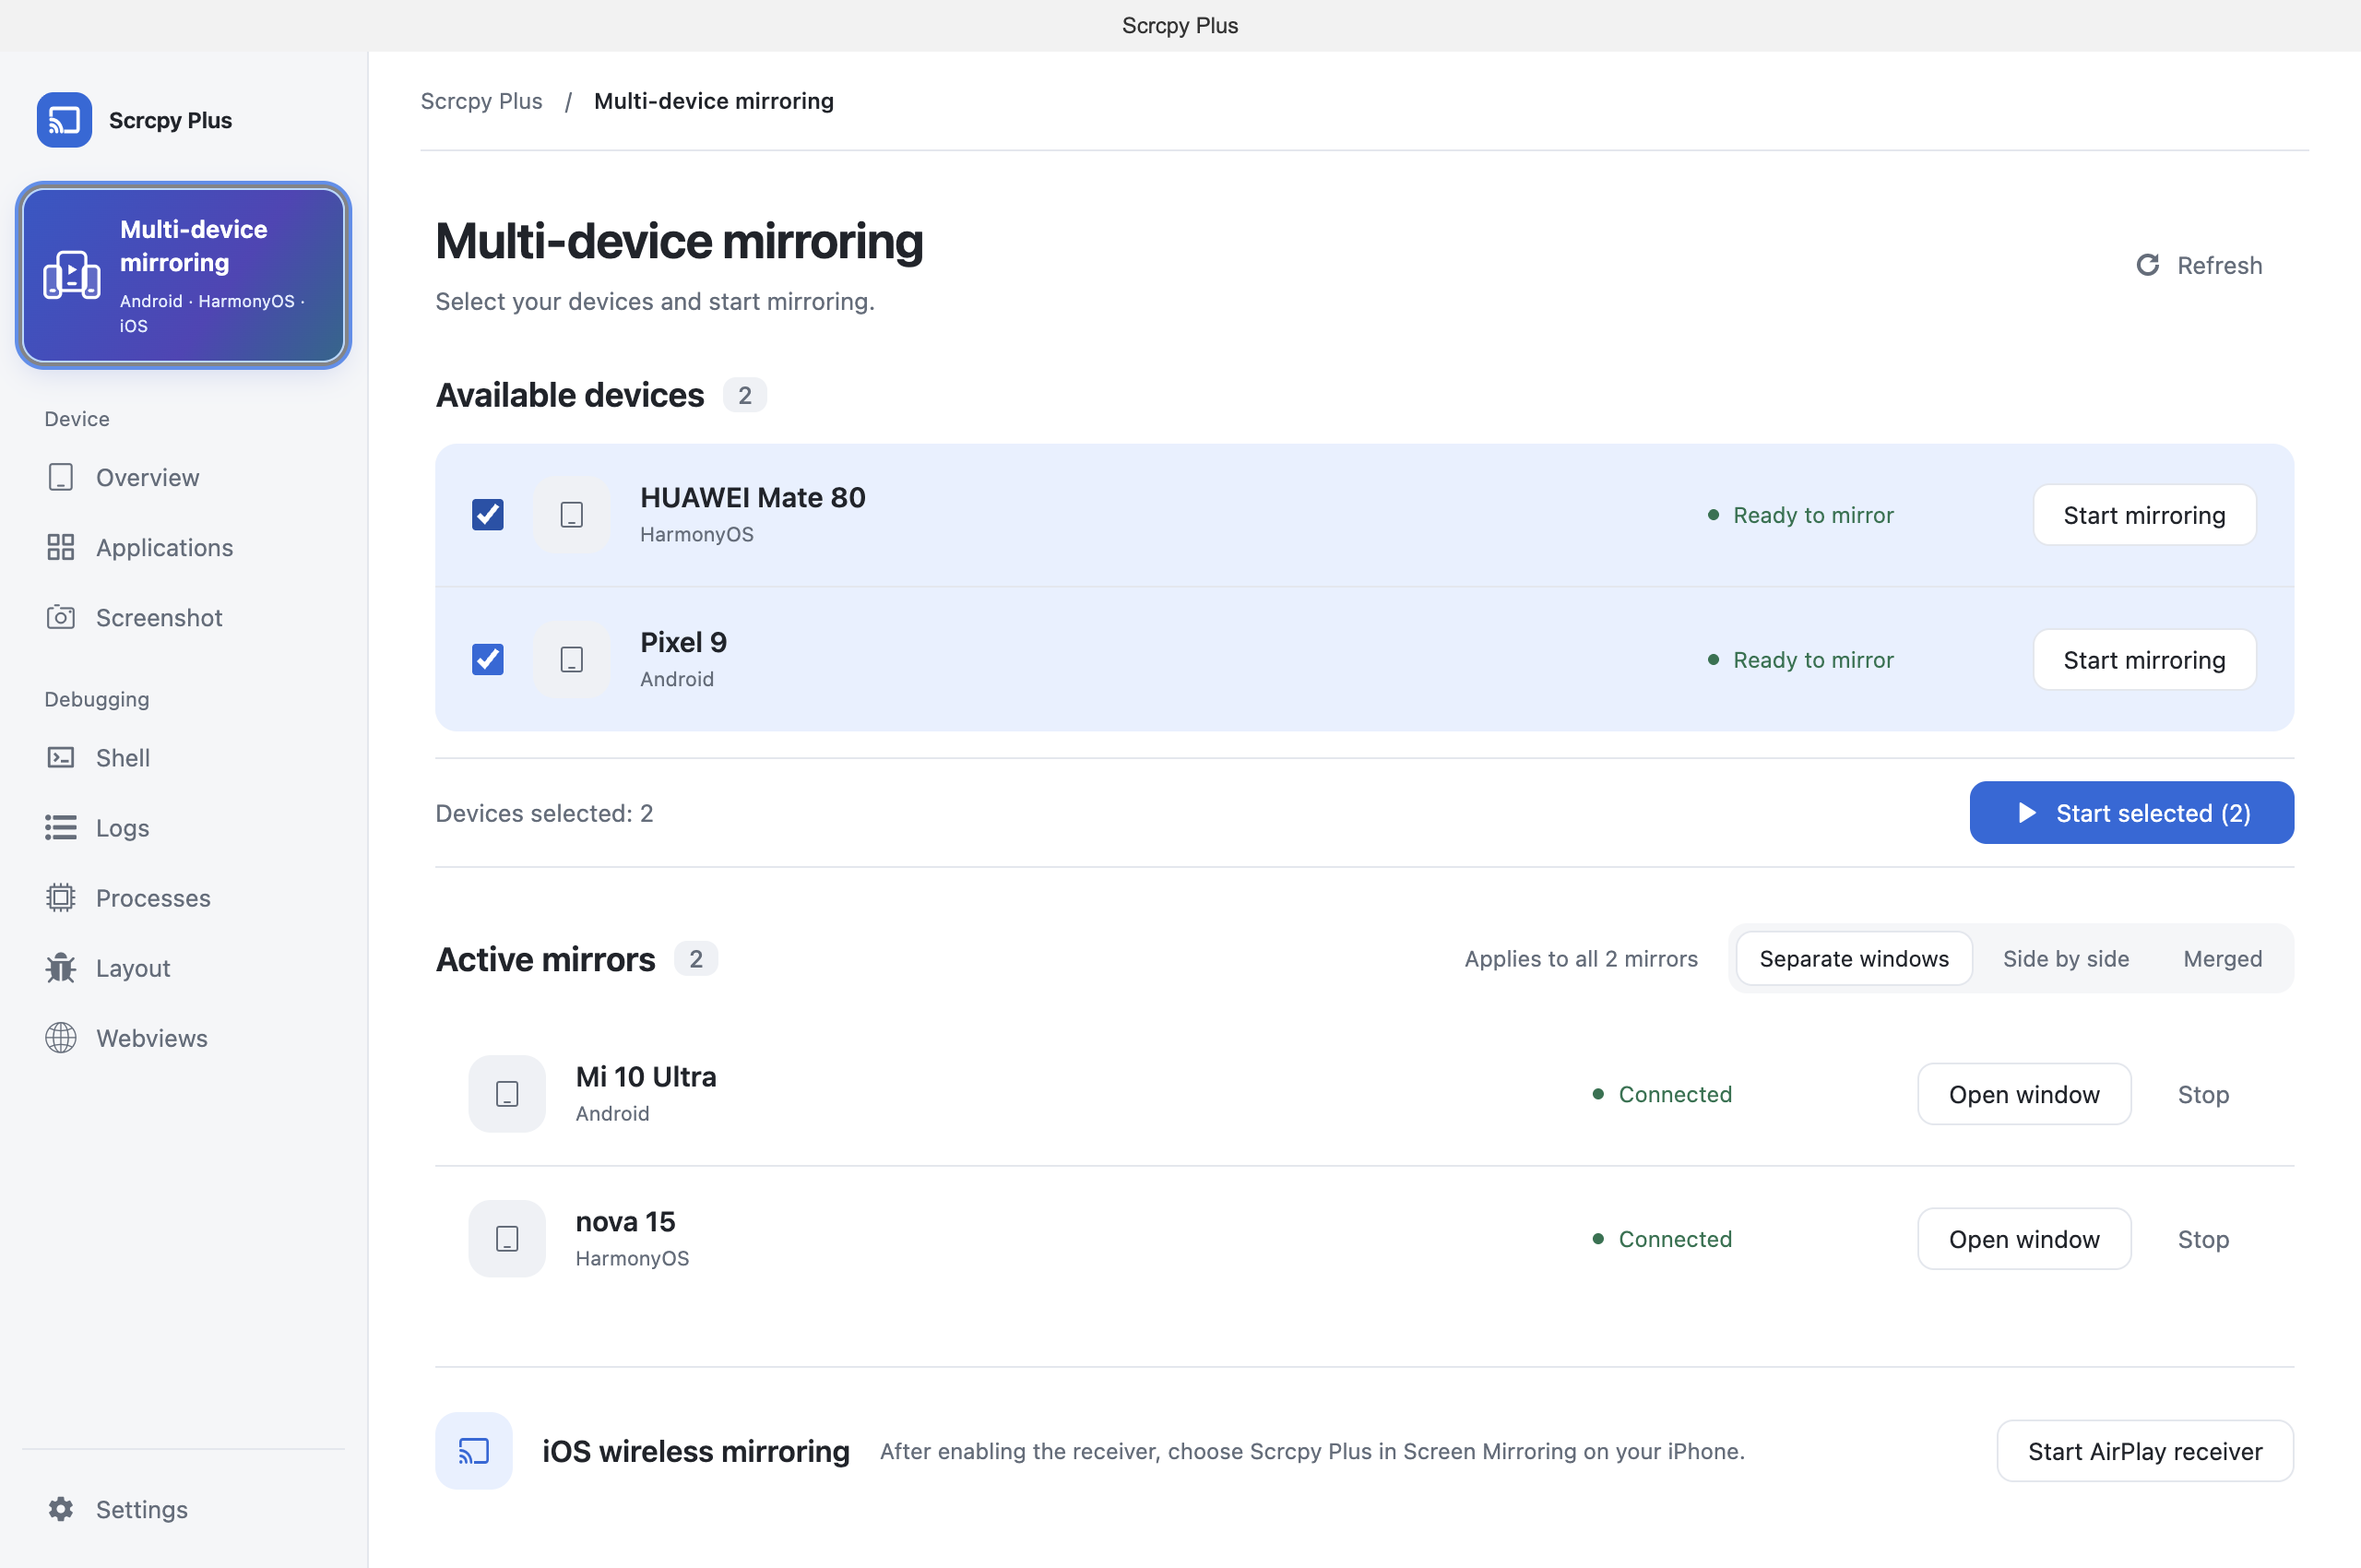 Scrcpy Plus
Scrcpy Plus
Multi-device
mirroring
Android · HarmonyOS ·
iOS
Device
Overview
Applications
Screenshot
Debugging
Shell
Logs
Processes
Layout
Webviews
Settings
Scrcpy Plus / Multi-device mirroring
Multi-device mirroring
Select your devices and start mirroring.
Refresh
Available devices 2
HUAWEI Mate 80
HarmonyOS
Ready to mirror
Start mirroring
Pixel 9
Android
Ready to mirror
Start mirroring
Devices selected: 2
Start selected (2)
Active mirrors 2
Applies to all 2 mirrors
Separate windows
Side by side
Merged
Mi 10 Ultra
Android
Connected
Open window
Stop
nova 15
HarmonyOS
Connected
Open window
Stop
iOS wireless mirroring
After enabling the receiver, choose Scrcpy Plus in Screen Mirroring on your iPhone.
Start AirPlay receiver